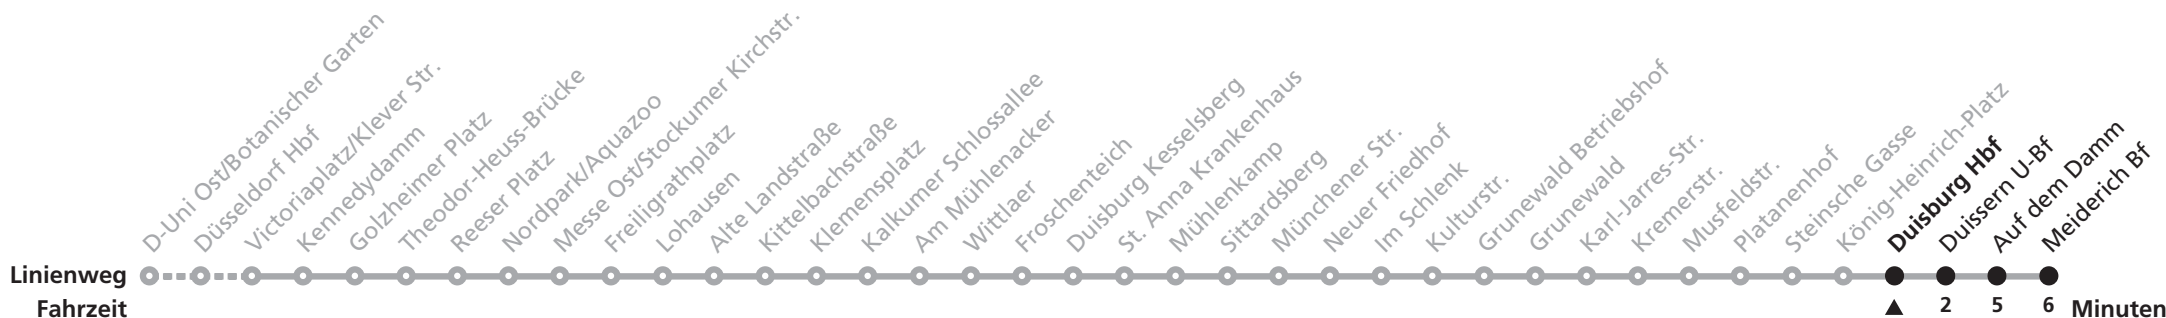 D-Uni Ost/Botanischer Garten
Düsseldorf Hbf
Victoriaplatz/Klever Str.
Kennedydamm
Golzheimer Platz
Theodor-Heuss-Brücke
Reeser Platz
Nordpark/Aquazoo
Messe Ost/Stockumer Kirchstr.
Freiligrathplatz
Lohausen
Alte Landstraße
Kittelbachstraße
Klemensplatz
Kalkumer Schlossallee
Am Mühlenacker
Wittlaer
Froschenteich
Duisburg Kesselsberg
St. Anna Krankenhaus
Mühlenkamp
Sittardsberg
Münchener Str.
Neuer Friedhof
Im Schlenk
Kulturstr.
Grunewald Betriebshof
Grunewald
Karl-Jarres-Str.
Kremerstr.
Musfeldstr.
Platanenhof
Steinsche Gasse
König-Heinrich-Platz
Duisburg Hbf
Duissern U-Bf
Auf dem Damm
Meiderich Bf
Linienweg
Fahrzeit 2 5 6 Minuten